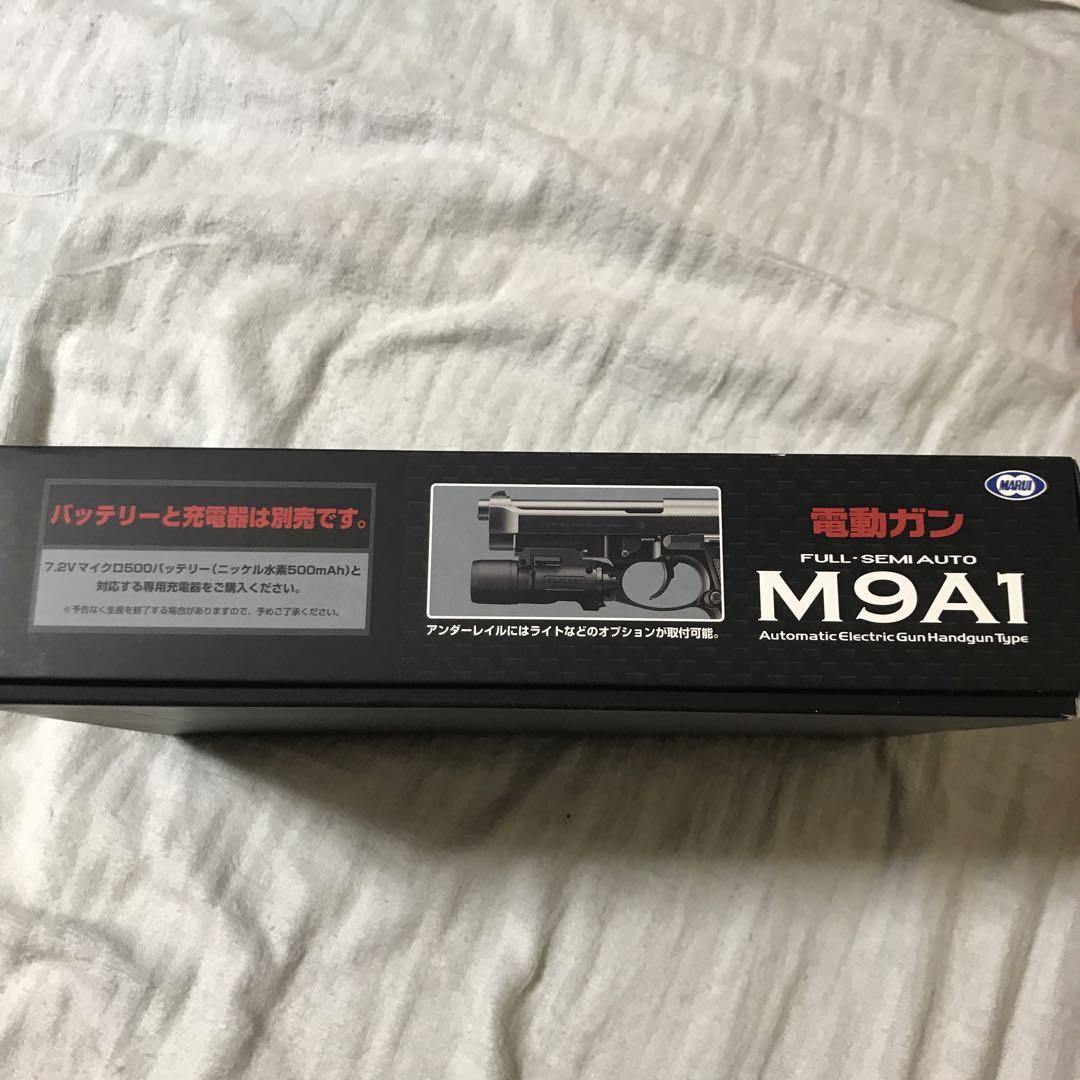 バッテリーと充電器は別売です。
7.2Vマイクロ500バッテリー(ニッケル水素500mAh)と
対応する専用充電器をご購入ください。
※予告なく生産を終了する場合がありますので、予めご了承ください。
アンダーレイルにはライトなどのオプションが取付可能。
MARUI
電動ガン
FULL・SEMI AUTO
M9A1
Automatic Electric Gun Handgun Type